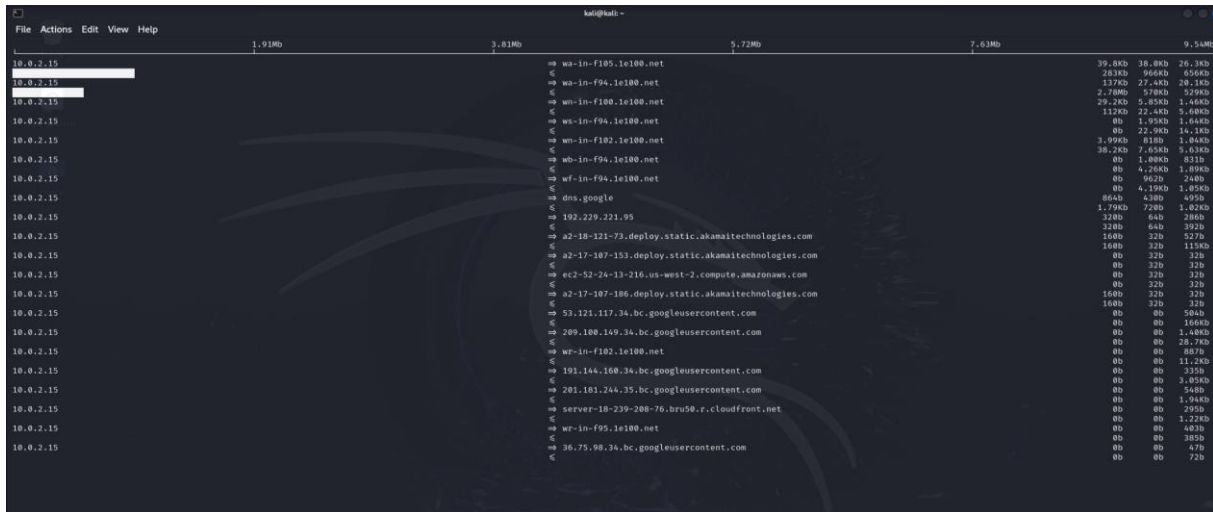 kali@kali: ~
File Actions Edit View Help
1.91Mb 3.81Mb 5.72Mb 7.63Mb 9.54Mb
10.0.2.15 => wa-in-f105.1e100.net 39.8Kb 38.0Kb 26.3Kb
<= 283Kb 966Kb 656Kb
10.0.2.15 => wa-in-f94.1e100.net 137Kb 27.4Kb 20.1Kb
<= 2.78Mb 570Kb 529Kb
10.0.2.15 => wn-in-f100.1e100.net 29.2Kb 5.85Kb 1.46Kb
<= 112Kb 22.4Kb 5.60Kb
10.0.2.15 => ws-in-f94.1e100.net 0b 1.95Kb 1.64Kb
<= 0b 22.9Kb 14.1Kb
10.0.2.15 => wm-in-f102.1e100.net 3.99Kb 818b 1.04Kb
<= 38.2Kb 7.65Kb 5.63Kb
10.0.2.15 => wb-in-f94.1e100.net 0b 1.00Kb 831b
<= 0b 4.26Kb 1.89Kb
10.0.2.15 => wf-in-f94.1e100.net 0b 962b 240b
<= 0b 4.19Kb 1.05Kb
10.0.2.15 => dns.google 864b 430b 495b
<= 1.79Kb 720b 1.02Kb
10.0.2.15 => 192.229.221.95 320b 64b 286b
<= 320b 64b 392b
10.0.2.15 => a2-18-121-73.deploy.static.akamaitechnologies.com 160b 32b 527b
<= 160b 32b 115Kb
10.0.2.15 => a2-17-107-153.deploy.static.akamaitechnologies.com 0b 32b 32b
<= 0b 32b 32b
10.0.2.15 => ec2-52-24-13-216.us-west-2.compute.amazonaws.com 0b 32b 32b
<= 0b 32b 32b
10.0.2.15 => a2-17-107-186.deploy.static.akamaitechnologies.com 160b 32b 32b
<= 160b 32b 32b
10.0.2.15 => 53.121.117.34.bc.googleusercontent.com 0b 0b 504b
<= 0b 0b 166Kb
10.0.2.15 => 209.100.149.34.bc.googleusercontent.com 0b 0b 1.40Kb
<= 0b 0b 28.7Kb
10.0.2.15 => wr-in-f102.1e100.net 0b 0b 887b
<= 0b 0b 11.2Kb
10.0.2.15 => 191.144.160.34.bc.googleusercontent.com 0b 0b 335b
<= 0b 0b 3.05Kb
10.0.2.15 => 201.181.244.35.bc.googleusercontent.com 0b 0b 548b
<= 0b 0b 1.94Kb
10.0.2.15 => server-18-239-208-76.bru50.r.cloudfront.net 0b 0b 295b
<= 0b 0b 1.22Kb
10.0.2.15 => wr-in-f95.1e100.net 0b 0b 403b
<= 0b 0b 385b
10.0.2.15 => 36.75.98.34.bc.googleusercontent.com 0b 0b 47b
<= 0b 0b 72b